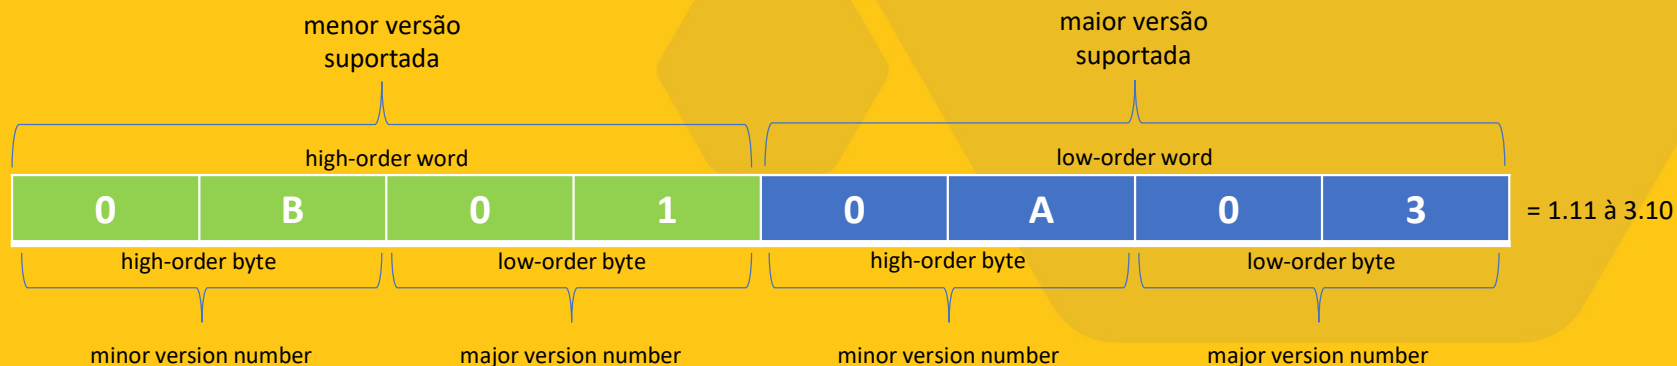 menor versão
suportada
maior versão
suportada
high-order word
low-order word
0 B 0 1 0 A 0 3 = 1.11 à 3.10
high-order byte
low-order byte
high-order byte
low-order byte
minor version number
major version number
minor version number
major version number